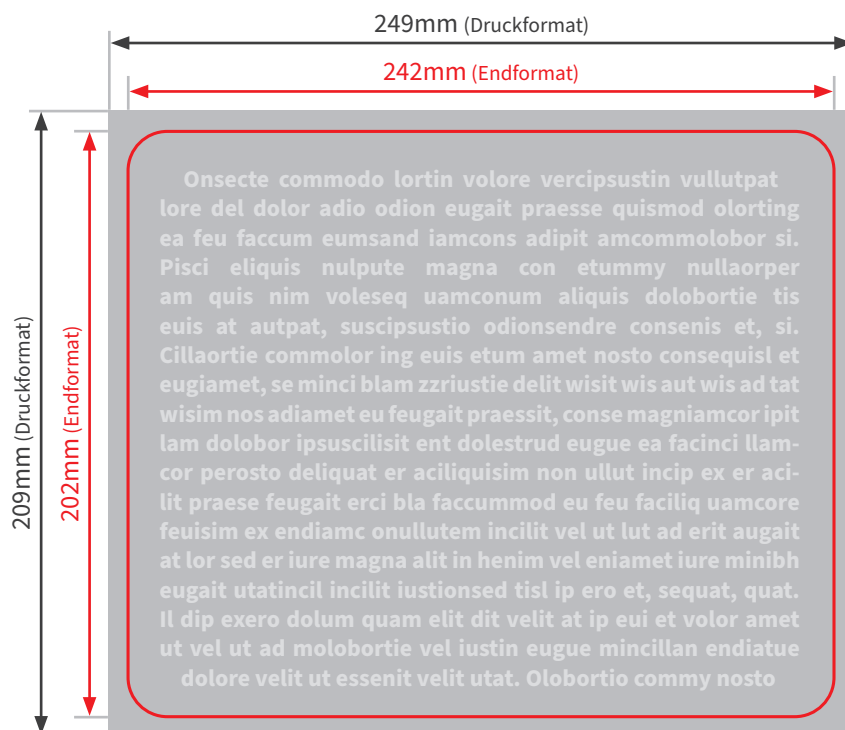 249mm (Druckformat)
242mm (Endformat)
209mm (Druckformat)
202mm (Endformat)
Onsecte commodo lortin volore vercipsustin vullutpat
lore del dolor adio odion eugait praesse quismod olorting
ea feu faccum eumsand iamcons adipit amcommolobor si.
Pisci eliquis nulpute magna con etummy nullaorper
am quis nim voleseq uamconum aliquis dolobortie tis
euis at autpat, suscipsustio odionsendre consenis et, si.
Cillaortie commolor ing euis etum amet nosto consequisl et
eugiamet, se minci blam zzriustie delit wisit wis aut wis ad tat
wisim nos adiamet eu feugait praessit, conse magniamcor ipit
lam dolobor ipsuscilisit ent dolestrud eugue ea facinci llam-
cor perosto deliquat er aciliquisim non ullut incip ex er aci-
lit praese feugait erci bla faccummod eu feu faciliq uamcore
feuisim ex endiamc onullutem incilit vel ut lut ad erit augait
at lor sed er iure magna alit in henim vel eniamet iure minibh
eugait utatincil incilit iustionsed tisl ip ero et, sequat, quat.
Il dip exero dolum quam elit dit velit at ip eui et volor amet
ut vel ut ad molobortie vel iustin eugue mincillan endiatue
dolore velit ut essenit velit utat. Olobortio commy nosto